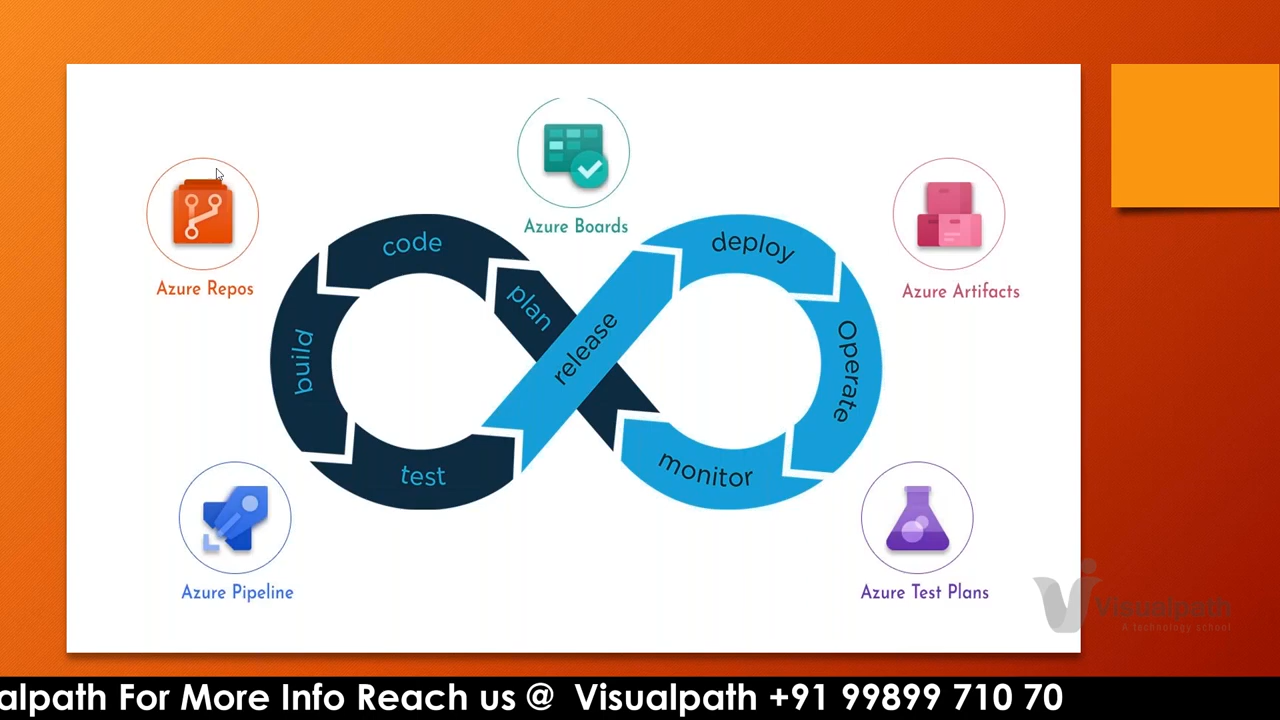 Azure Boards
Azure Repos
Azure Artifacts
code
plan
build
test
release
deploy
Operate
monitor
Azure Pipeline
Azure Test Plans
Visualpath
A technology school
alpath For More Info Reach us @ Visualpath +91 99899 710 70